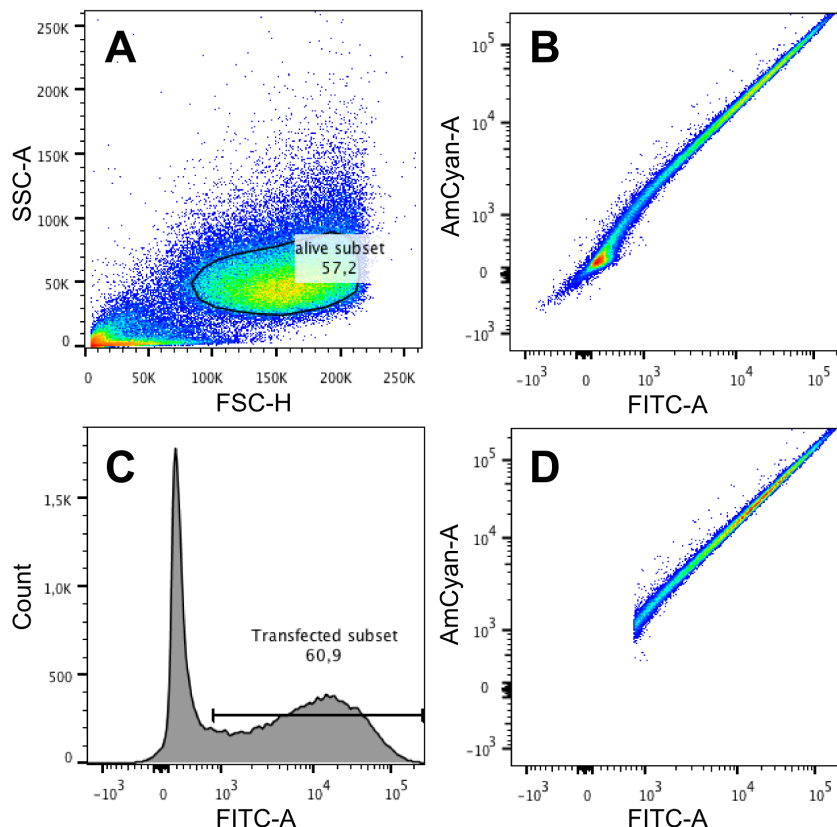 A
250K
200K
150K
100K
50K
0
SSC-A
alive subset
57,2
0 50K 100K 150K 200K 250K
FSC-H
B
10^5
10^4
10^3
0
-10^3
AmCyan-A
-10^3 0 10^3 10^4 10^5
FITC-A
C
1,5K
1,0K
500
0
Count
Transfected subset
60,9
-10^3 0 10^3 10^4 10^5
FITC-A
D
10^5
10^4
10^3
0
-10^3
AmCyan-A
-10^3 0 10^3 10^4 10^5
FITC-A